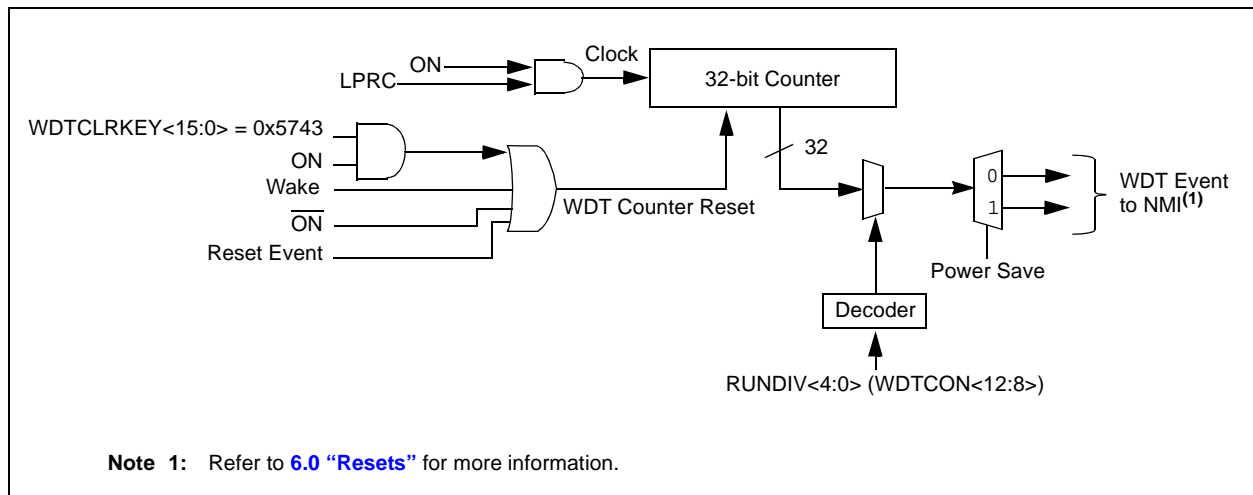 ON
LPRC
Clock
32-bit Counter
WDTCLRKEY<15:0> = 0x5743
ON
Wake
O̅N̅
Reset Event
WDT Counter Reset
32
0
1
WDT Event
to NMI(1)
Power Save
Decoder
RUNDIV<4:0> (WDTCON<12:8>)
Note 1: Refer to 6.0 “Resets” for more information.